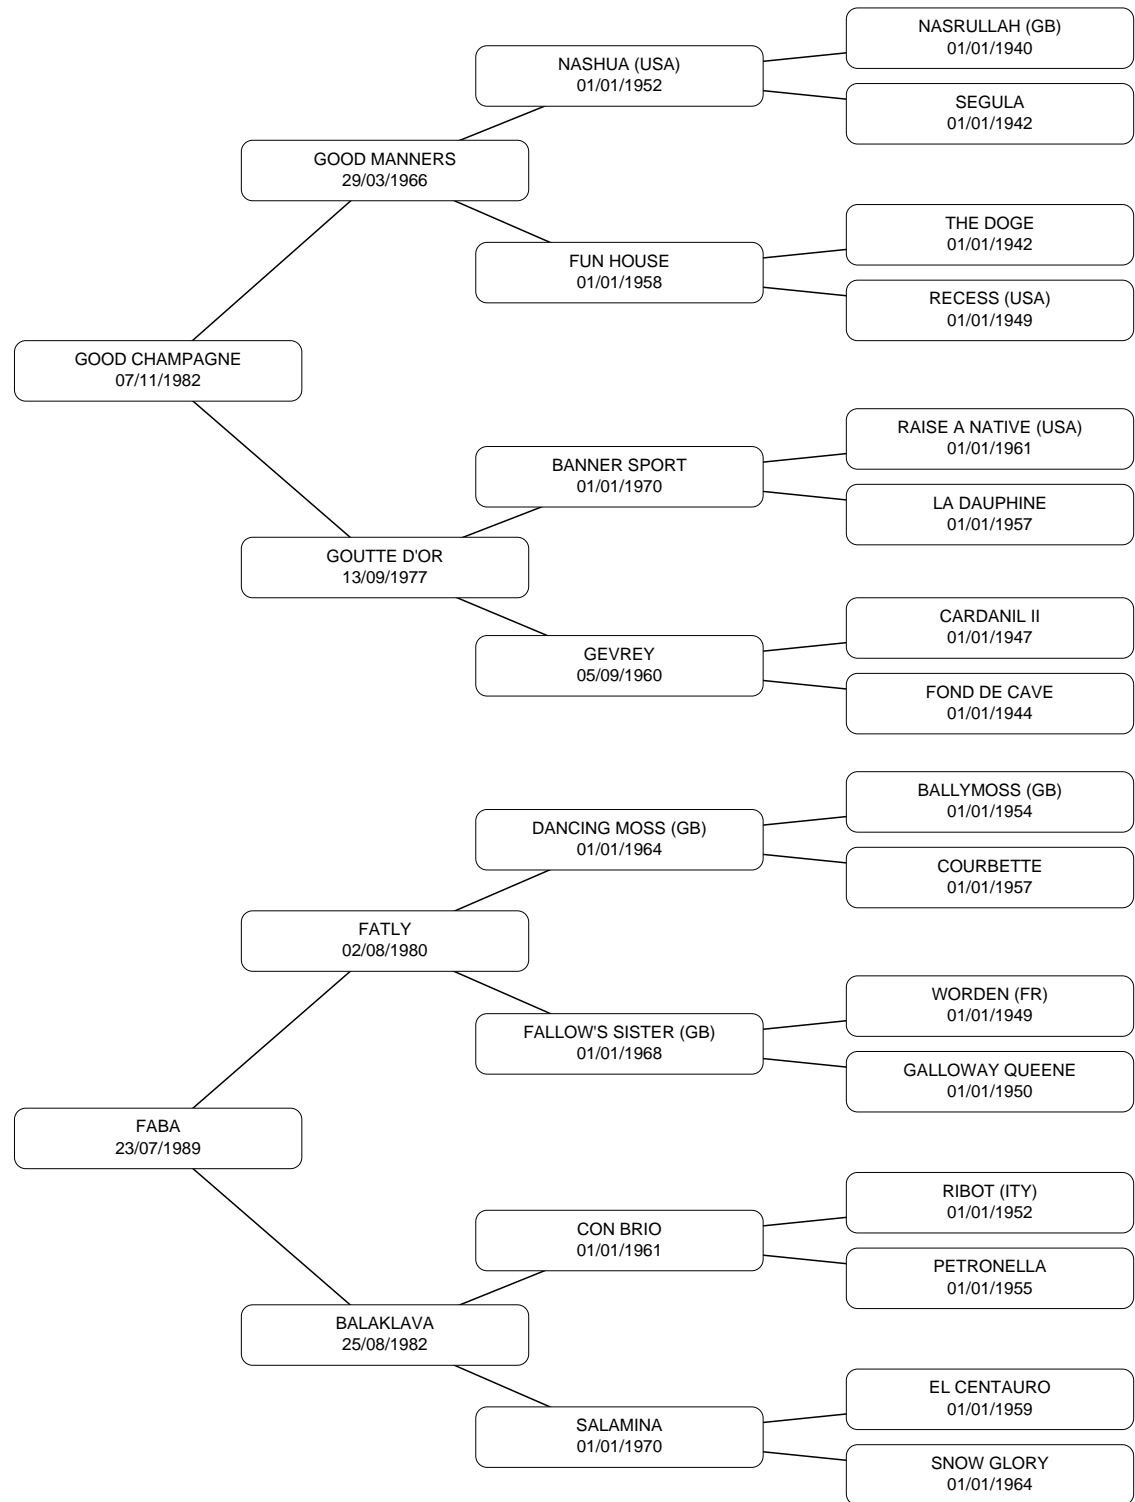 NASRULLAH (GB)
01/01/1940
NASHUA (USA)
01/01/1952
SEGULA
01/01/1942
GOOD MANNERS
29/03/1966
THE DOGE
01/01/1942
FUN HOUSE
01/01/1958
RECESS (USA)
01/01/1949
GOOD CHAMPAGNE
07/11/1982
RAISE A NATIVE (USA)
01/01/1961
BANNER SPORT
01/01/1970
LA DAUPHINE
01/01/1957
GOUTTE D'OR
13/09/1977
CARDANIL II
01/01/1947
GEVREY
05/09/1960
FOND DE CAVE
01/01/1944
BALLYMOSS (GB)
01/01/1954
DANCING MOSS (GB)
01/01/1964
COURBETTE
01/01/1957
FATLY
02/08/1980
WORDEN (FR)
01/01/1949
FALLOW'S SISTER (GB)
01/01/1968
GALLOWAY QUEENE
01/01/1950
FABA
23/07/1989
RIBOT (ITY)
01/01/1952
CON BRIO
01/01/1961
PETRONELLA
01/01/1955
BALAKLAVA
25/08/1982
EL CENTAURO
01/01/1959
SALAMINA
01/01/1970
SNOW GLORY
01/01/1964